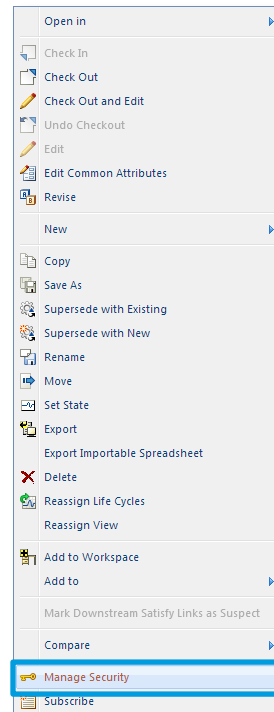 Open in
Check In
Check Out
Check Out and Edit
Undo Checkout
Edit
Edit Common Attributes
Revise
New
Copy
Save As
Supersede with Existing
Supersede with New
Rename
Move
Set State
Export
Export Importable Spreadsheet
Delete
Reassign Life Cycles
Reassign View
Add to Workspace
Add to
Mark Downstream Satisfy Links as Suspect
Compare
Manage Security
Subscribe